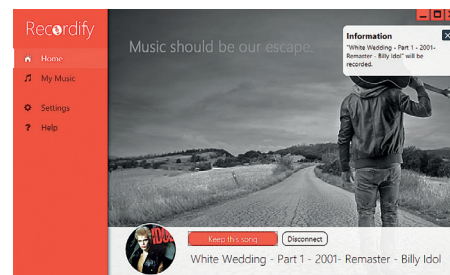 Recordify
Home
My Music
Settings
Help
Music should be our escape.
Information
"White Wedding - Part 1 - 2001-
Remaster - Billy Idol" will be
recorded.
IDOL
Keep this song
Disconnect
White Wedding - Part 1 - 2001- Remaster - Billy Idol